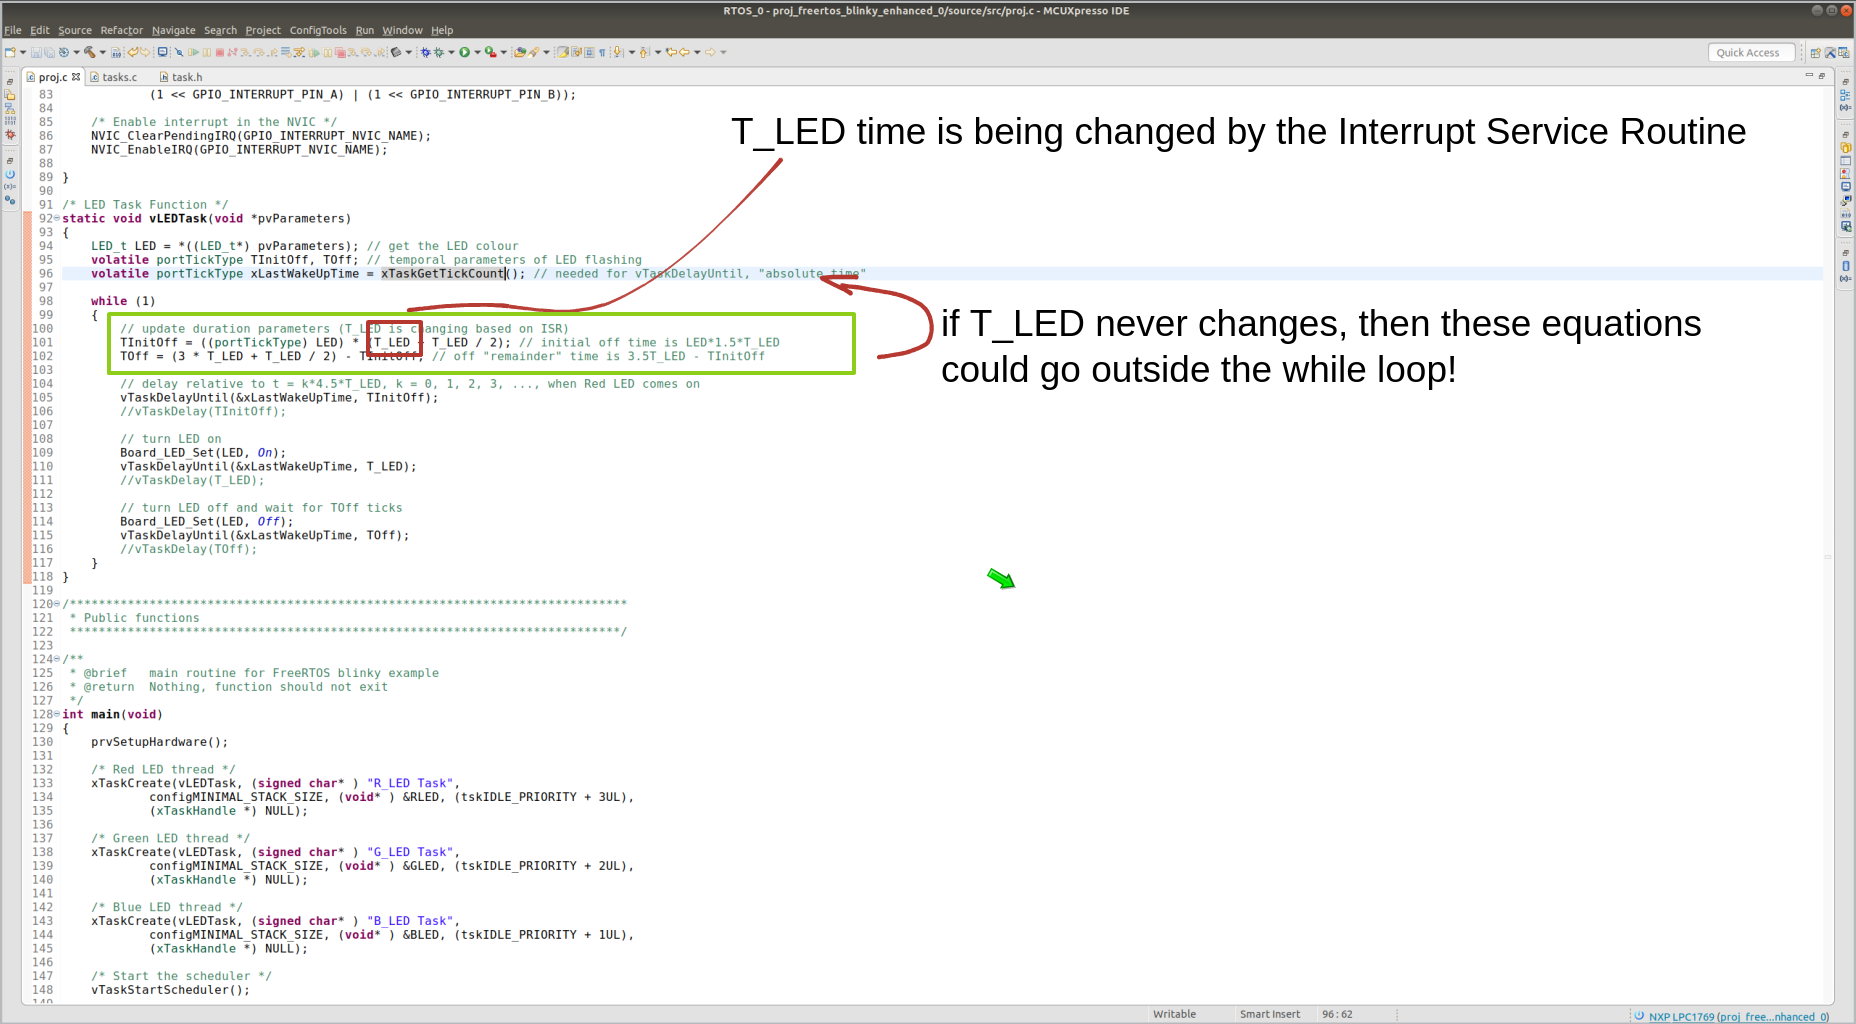 RTOS_0 - proj_freertos_blinky_enhanced_0/source/src/proj.c - MCUXpresso IDE
File Edit Source Refactor Navigate Search Project ConfigTools Run Window Help
Quick Access
proj.c tasks.c task.h
83 (1 << GPIO_INTERRUPT_PIN_A) | (1 << GPIO_INTERRUPT_PIN_B));
84
85 /* Enable interrupt in the NVIC */
86 NVIC_ClearPendingIRQ(GPIO_INTERRUPT_NVIC_NAME);
87 NVIC_EnableIRQ(GPIO_INTERRUPT_NVIC_NAME);
88
89 }
90
91 /* LED Task Function */
92 static void vLEDTask(void *pvParameters)
93 {
94 LED_t LED = *((LED_t*) pvParameters); // get the LED colour
95 volatile portTickType TInitOff, TOff; // temporal parameters of LED flashing
96 volatile portTickType xLastWakeUpTime = xTaskGetTickCount(); // needed for vTaskDelayUntil, "absolute time"
97
98 while (1)
99 {
100 // update duration parameters (T_LED is changing based on ISR)
101 TInitOff = ((portTickType) LED) * (T_LED + T_LED / 2); // initial off time is LED*1.5*T_LED
102 TOff = (3 * T_LED + T_LED / 2) - TInitOff; // off "remainder" time is 3.5T_LED - TInitOff
103
104 // delay relative to t = k*4.5*T_LED, k = 0, 1, 2, 3, ..., when Red LED comes on
105 vTaskDelayUntil(&xLastWakeUpTime, TInitOff);
106 //vTaskDelay(TInitOff);
107
108 // turn LED on
109 Board_LED_Set(LED, On);
110 vTaskDelayUntil(&xLastWakeUpTime, T_LED);
111 //vTaskDelay(T_LED);
112
113 // turn LED off and wait for TOff ticks
114 Board_LED_Set(LED, Off);
115 vTaskDelayUntil(&xLastWakeUpTime, TOff);
116 //vTaskDelay(TOff);
117 }
118 }
119
120 /*****************************************************************************
121 * Public functions
122 ****************************************************************************/
123
124 /**
125 * @brief main routine for FreeRTOS blinky example
126 * @return Nothing, function should not exit
127 */
128 int main(void)
129 {
130 prvSetupHardware();
131
132 /* Red LED thread */
133 xTaskCreate(vLEDTask, (signed char* ) "R_LED Task",
134 configMINIMAL_STACK_SIZE, (void* ) &RLED, (tskIDLE_PRIORITY + 3UL),
135 (xTaskHandle *) NULL);
136
137 /* Green LED thread */
138 xTaskCreate(vLEDTask, (signed char* ) "G_LED Task",
139 configMINIMAL_STACK_SIZE, (void* ) &GLED, (tskIDLE_PRIORITY + 2UL),
140 (xTaskHandle *) NULL);
141
142 /* Blue LED thread */
143 xTaskCreate(vLEDTask, (signed char* ) "B_LED Task",
144 configMINIMAL_STACK_SIZE, (void* ) &BLED, (tskIDLE_PRIORITY + 1UL),
145 (xTaskHandle *) NULL);
146
147 /* Start the scheduler */
148 vTaskStartScheduler();
T_LED time is being changed by the Interrupt Service Routine
if T_LED never changes, then these equations
could go outside the while loop!
Writable Smart Insert 96:62
NXP LPC1769 (proj_free...nhanced_0)